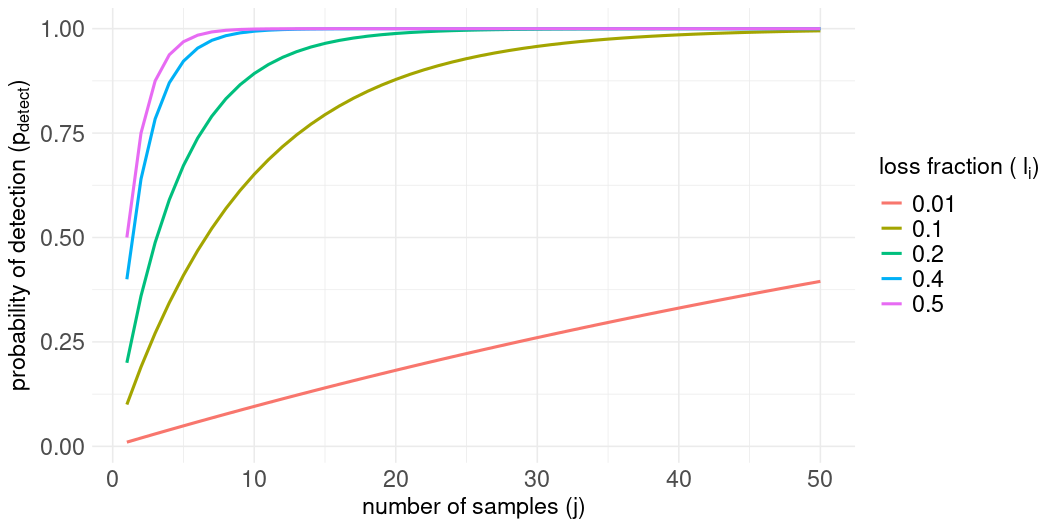 1.00
0.75
0.50
0.25
0.00
probability of detection (pdetect)
0 10 20 30 40 50
number of samples (j)
loss fraction ( li)
0.01
0.1
0.2
0.4
0.5